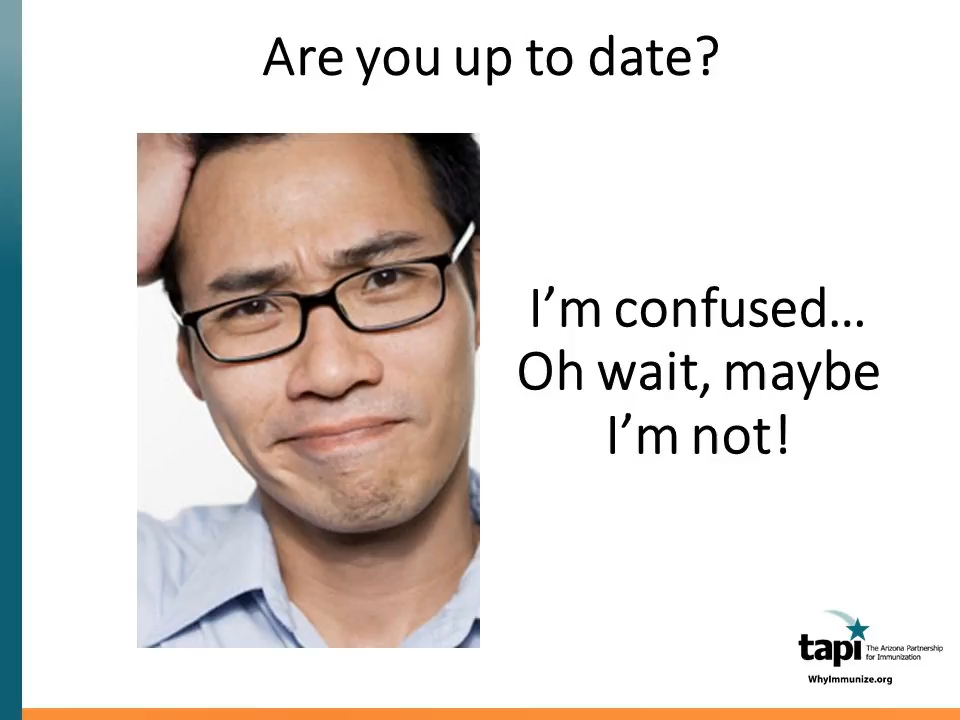 Are you up to date?
I’m confused…
Oh wait, maybe
I’m not!
tapi
The Arizona Partnership
for Immunization
WhyImmunize.org